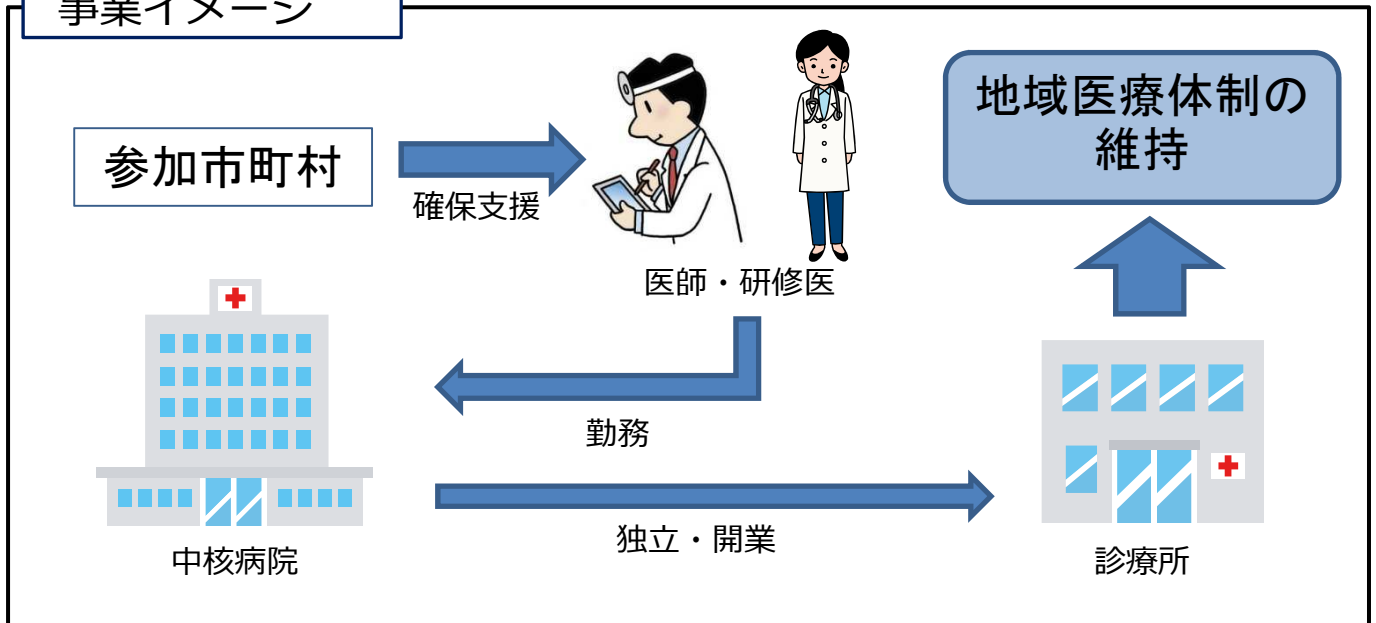 事業イメージ
参加市町村
確保支援
医師・研修医
地域医療体制の
維持
勤務
独立・開業
中核病院
診療所